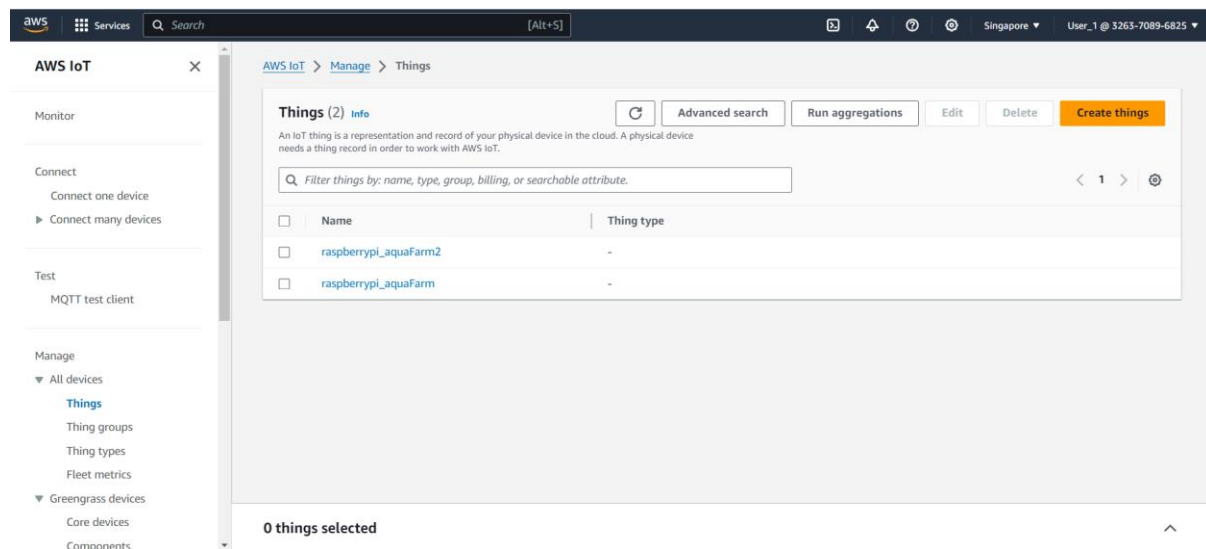 aws Services Search [Alt+S] Singapore ▼ User_1 @ 3263-7089-6825 ▼
AWS IoT
Monitor
Connect
Connect one device
Connect many devices
Test
MQTT test client
Manage
All devices
Things
Thing groups
Thing types
Fleet metrics
Greengrass devices
Core devices
Components
AWS IoT > Manage > Things
Things (2) Info
Advanced search Run aggregations Edit Delete Create things
An IoT thing is a representation and record of your physical device in the cloud. A physical device
needs a thing record in order to work with AWS IoT.
Filter things by: name, type, group, billing, or searchable attribute.
< 1 >
Name Thing type
raspberrypi_aquaFarm2 -
raspberrypi_aquaFarm -
0 things selected